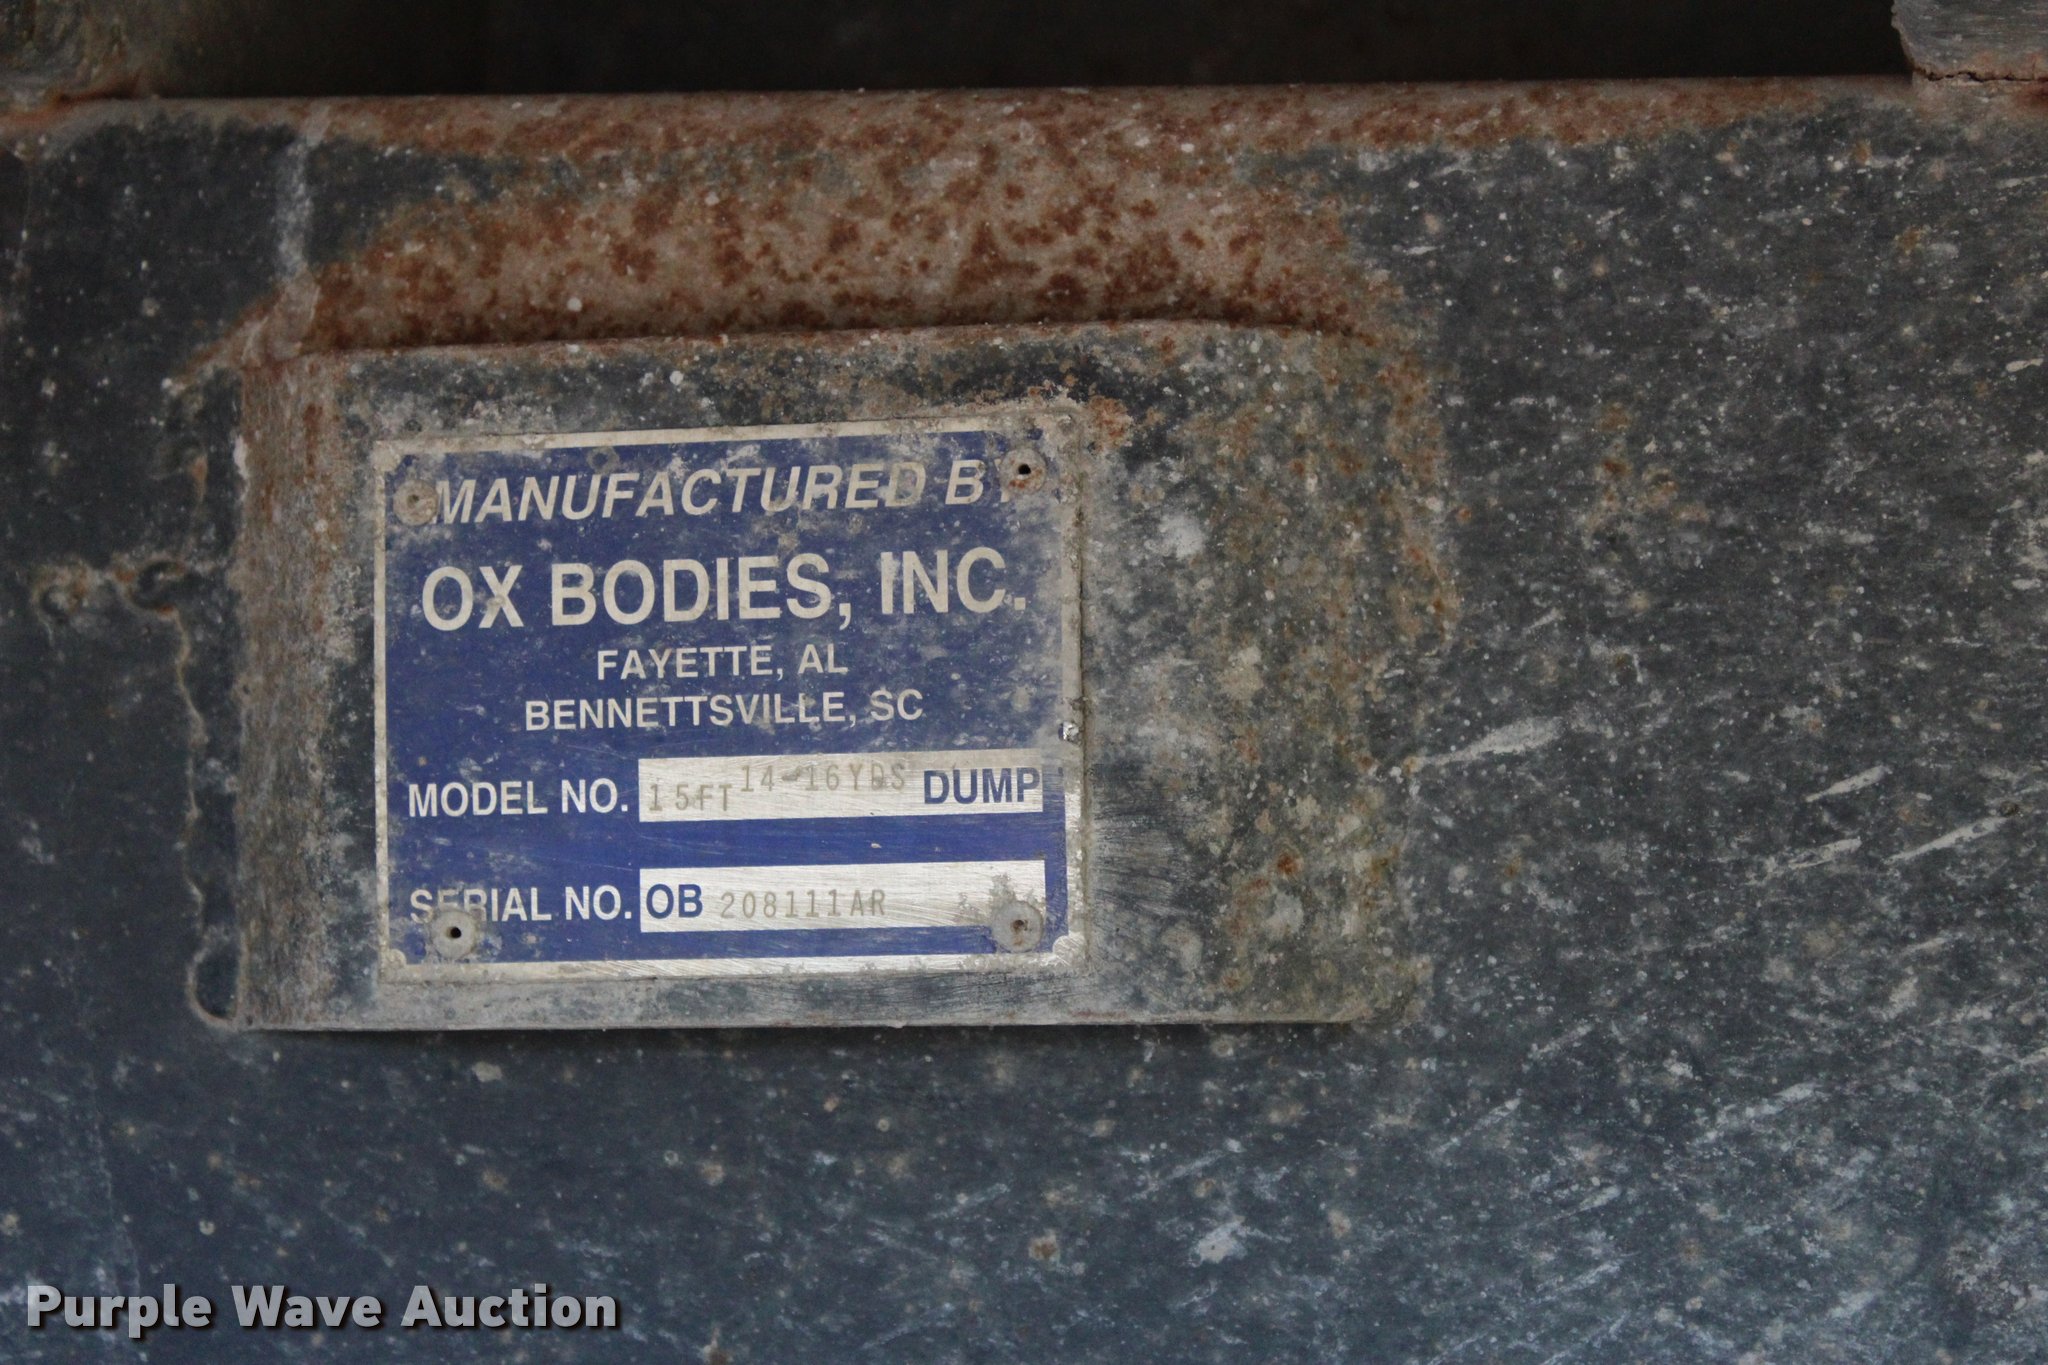 MANUFACTURED BY
OX BODIES, INC.
FAYETTE, AL
BENNETTSVILLE, SC
MODEL NO. 15FT 14-16YDS DUMP
SERIAL NO. OB 208111AR
Purple Wave Auction